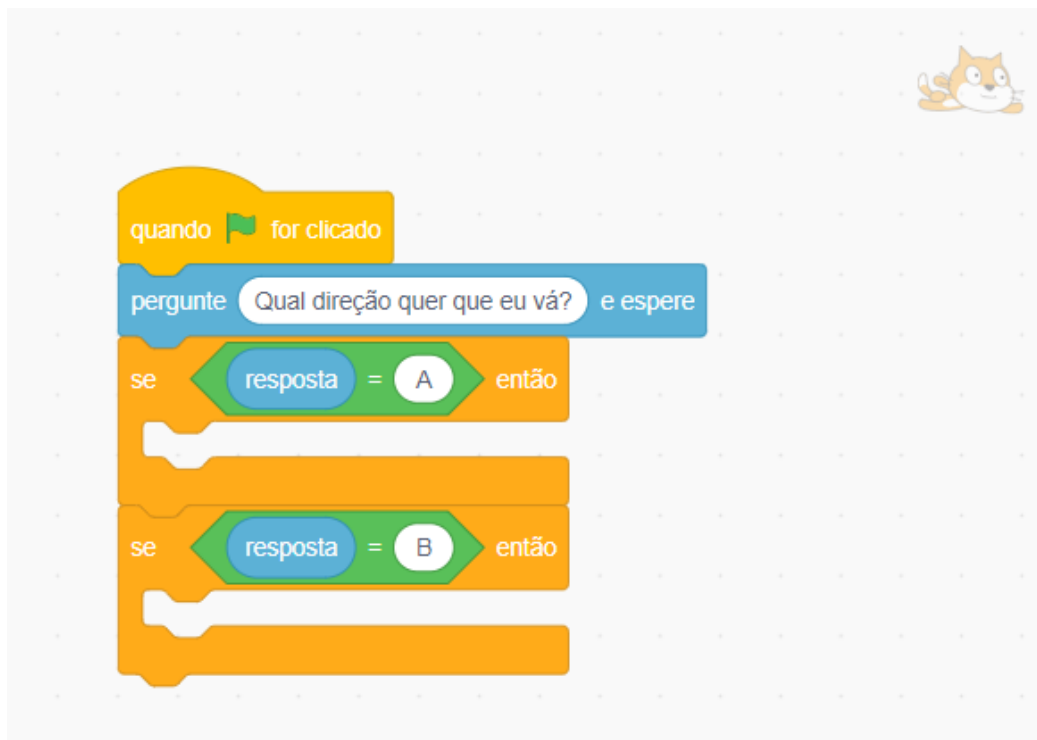 quando for clicado
pergunte Qual direção quer que eu vá? e espere
se resposta = A então
se resposta = B então